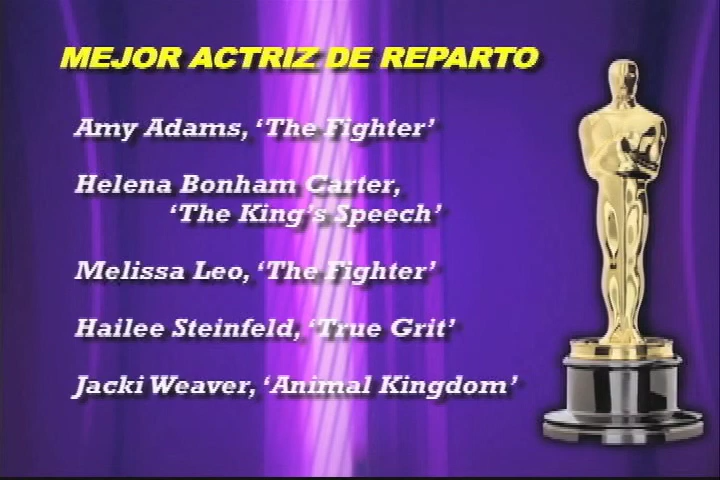 MEJOR ACTRIZ DE REPARTO
Amy Adams, ‘The Fighter’
Helena Bonham Carter,
‘The King’s Speech’
Melissa Leo, ‘The Fighter’
Hailee Steinfeld, ‘True Grit’
Jacki Weaver, ‘Animal Kingdom’